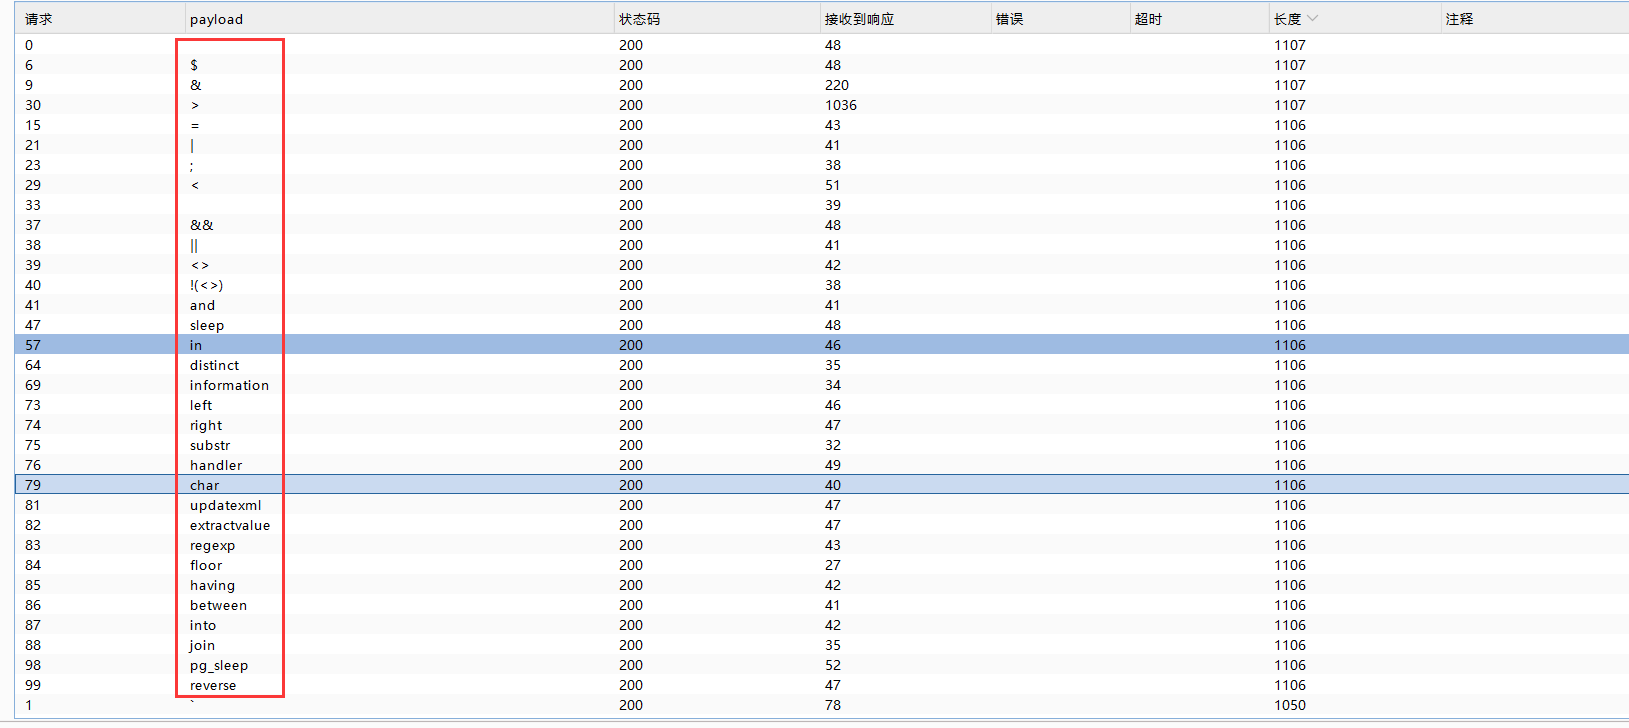 请求 payload 状态码 接收到响应 错误 超时 长度 注释
0 200 48 1107
6 $ 200 48 1107
9 & 200 220 1107
30 > 200 1036 1107
15 = 200 43 1106
21 | 200 41 1106
23 ; 200 38 1106
29 < 200 51 1106
33 200 39 1106
37 && 200 48 1106
38 || 200 41 1106
39 <> 200 42 1106
40 !(<>) 200 38 1106
41 and 200 41 1106
47 sleep 200 48 1106
57 in 200 46 1106
64 distinct 200 35 1106
69 information 200 34 1106
73 left 200 46 1106
74 right 200 47 1106
75 substr 200 32 1106
76 handler 200 49 1106
79 char 200 40 1106
81 updatexml 200 47 1106
82 extractvalue 200 47 1106
83 regexp 200 43 1106
84 floor 200 27 1106
85 having 200 42 1106
86 between 200 41 1106
87 into 200 42 1106
88 join 200 35 1106
98 pg_sleep 200 52 1106
99 reverse 200 47 1106
1 ` 200 78 1050